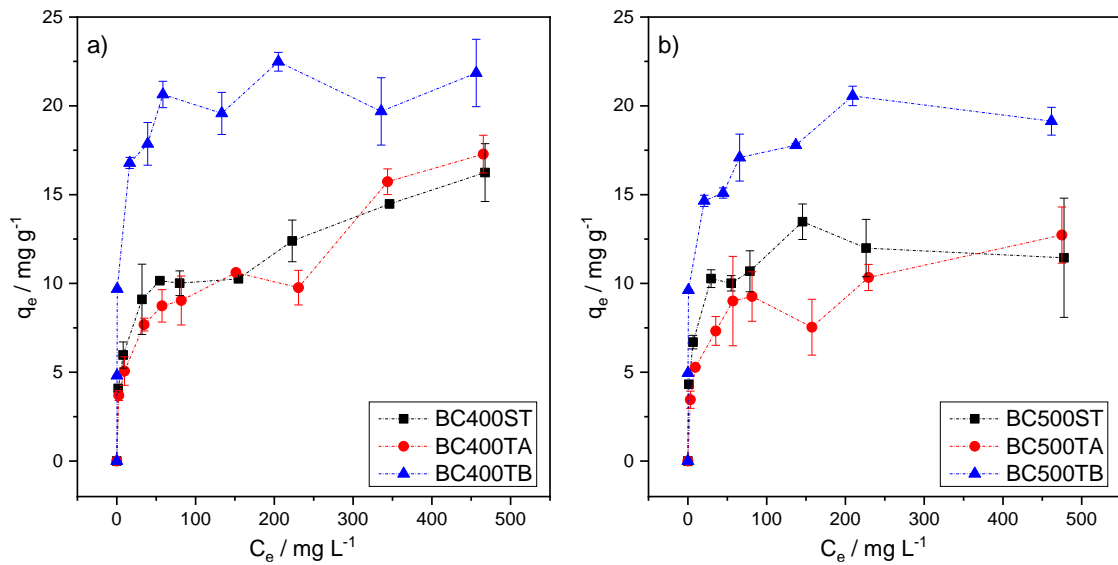 a)
25
20
15
10
5
0
q_e / mg g^-1
0 100 200 300 400 500
C_e / mg L^-1
BC400ST
BC400TA
BC400TB
b)
25
20
15
10
5
0
q_e / mg g^-1
0 100 200 300 400 500
C_e / mg L^-1
BC500ST
BC500TA
BC500TB